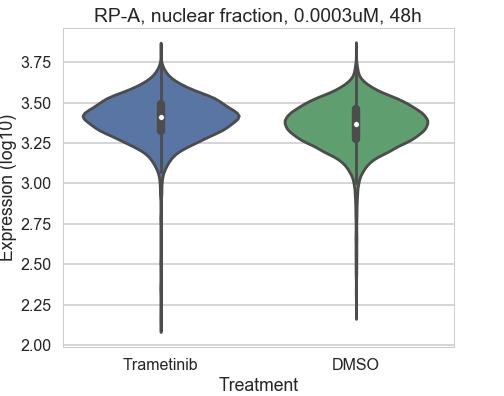 RP-A, nuclear fraction, 0.0003uM, 48h
Expression (log10)
3.75
3.50
3.25
3.00
2.75
2.50
2.25
2.00
Trametinib
DMSO
Treatment